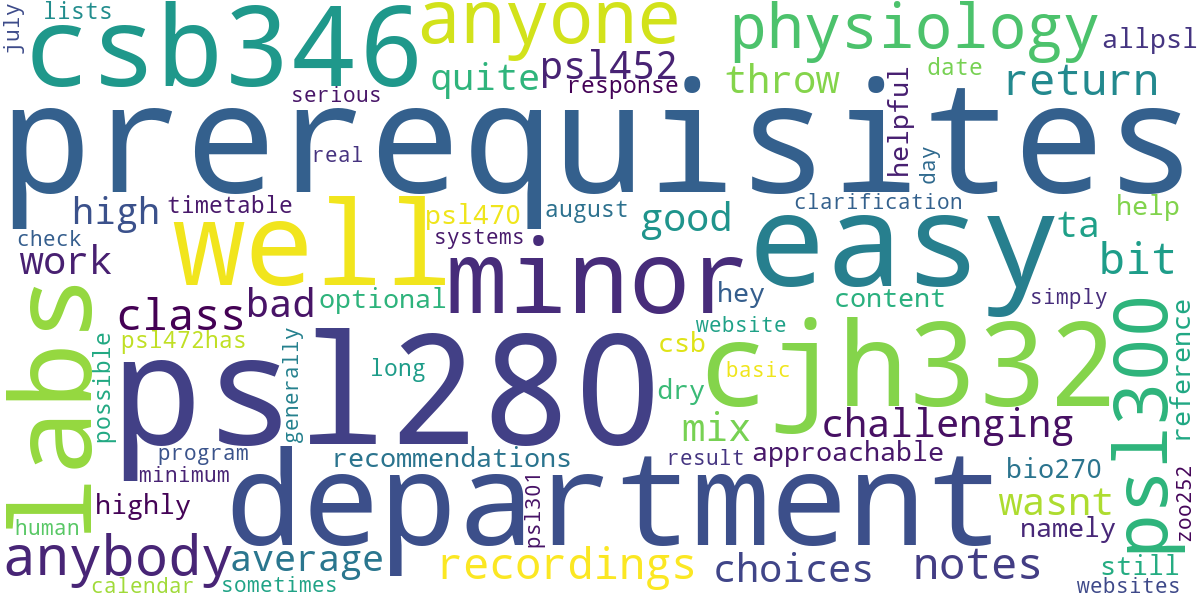 july
lists
csb346
anyone
physiology
allpsl
quite
psl452
response
throw
date
return
serious
prerequisites
real
helpful
day
high
timetable
well
psl470
august
good
clarification
easy
ta
help
check
work
systems
minor
bit
labs
class
bad
optional
hey
content
simply
psl472has
possible
generally
long
psl280
website
csb
basic
cjh332
psl300
reference
dry
mix
challenging
program
minimum
recommendations
department
result
approachable
bio270
highly
psl301
wasnt
zoo252
human
namely
anybody
average
recordings
choices
notes
still
calendar
sometimes
websites